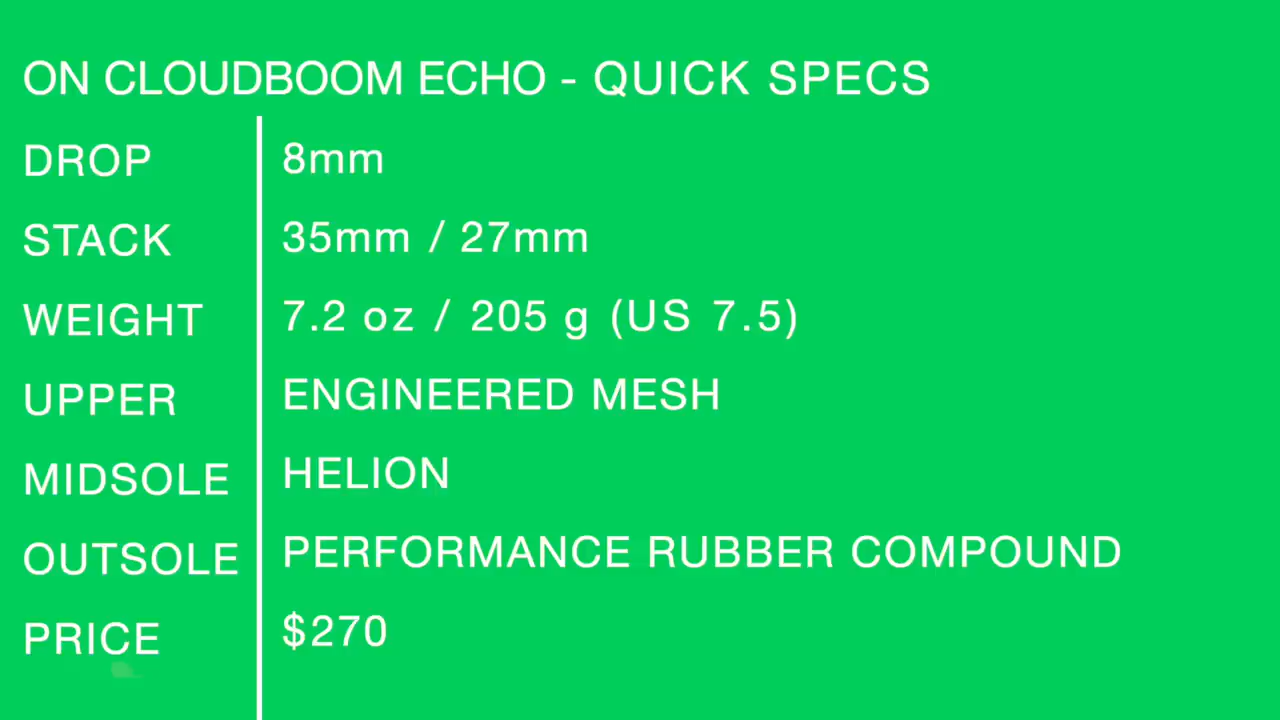 ON CLOUDBOOM ECHO - QUICK SPECS
DROP 8mm
STACK 35mm / 27mm
WEIGHT 7.2 oz / 205 g (US 7.5)
UPPER ENGINEERED MESH
MIDSOLE HELION
OUTSOLE PERFORMANCE RUBBER COMPOUND
PRICE $270